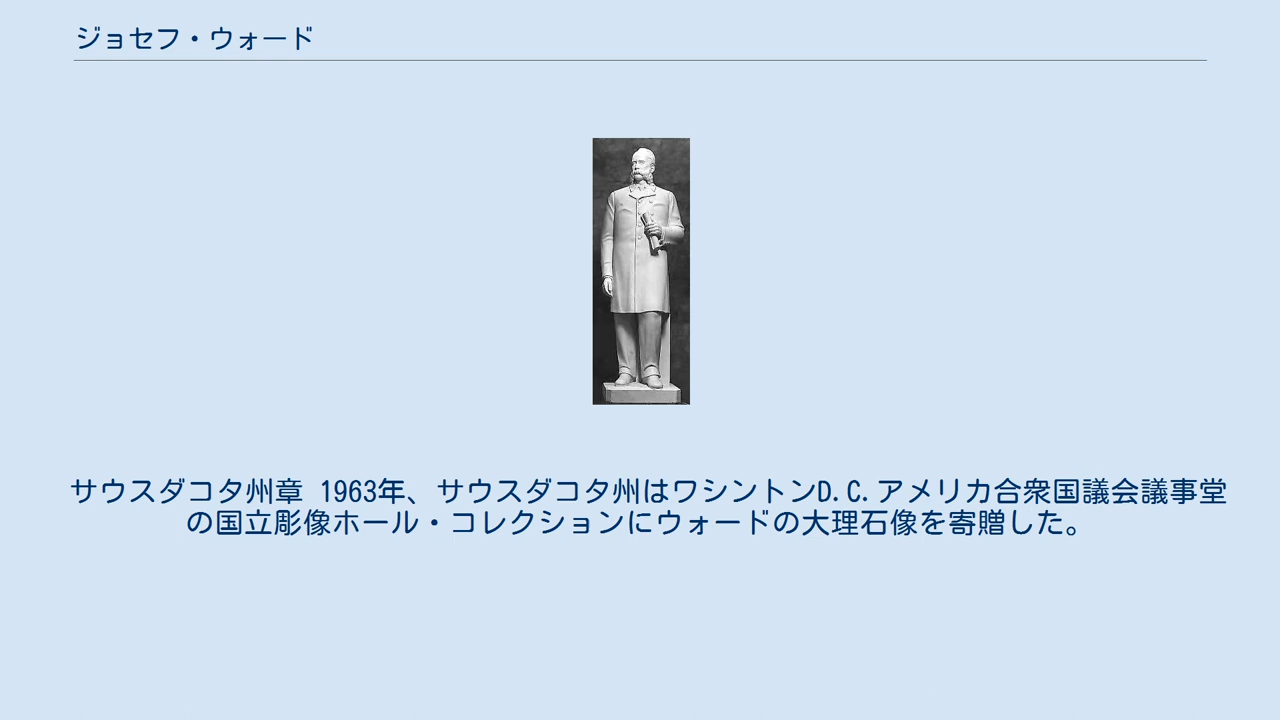 ジョセフ・ウォード
サウスダコタ州章 1963年、サウスダコタ州はワシントンD.C.アメリカ合衆国議会議事堂
の国立彫像ホール・コレクションにウォードの大理石像を寄贈した。